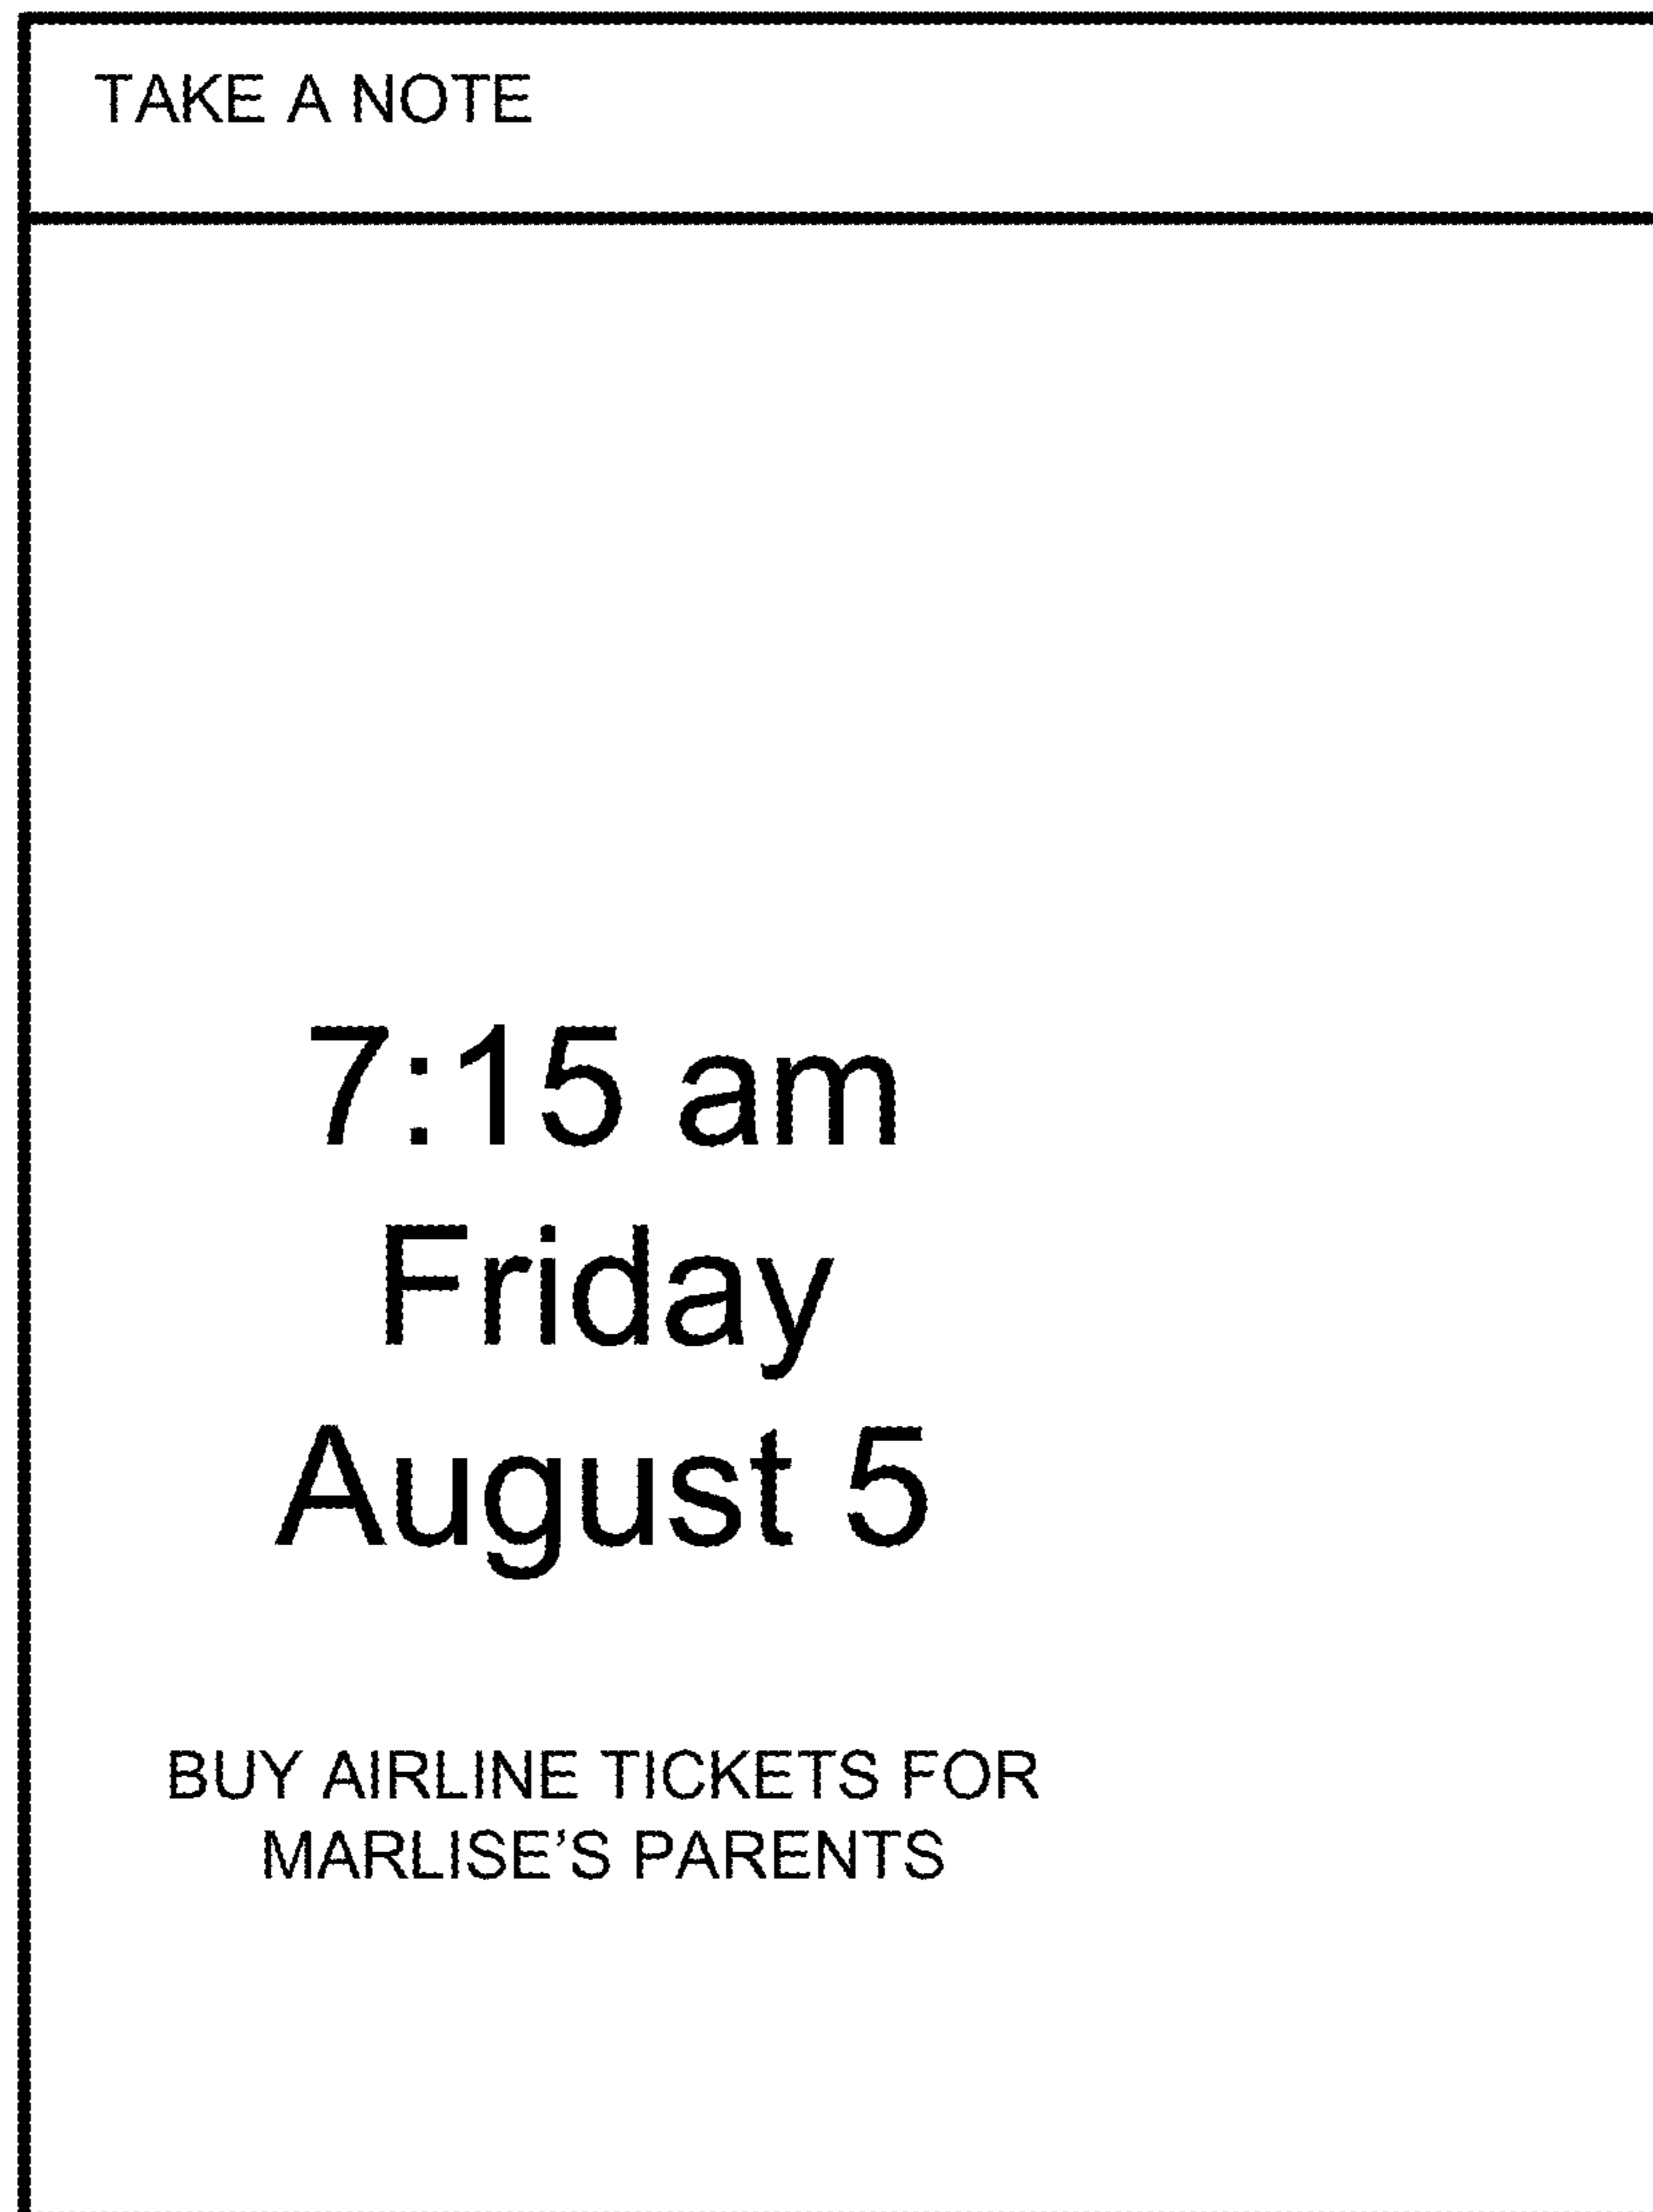 TAKE A NOTE
7:15 am
Friday
August 5
BUY AIRLINE TICKETS FOR
MARLISE’S PARENTS